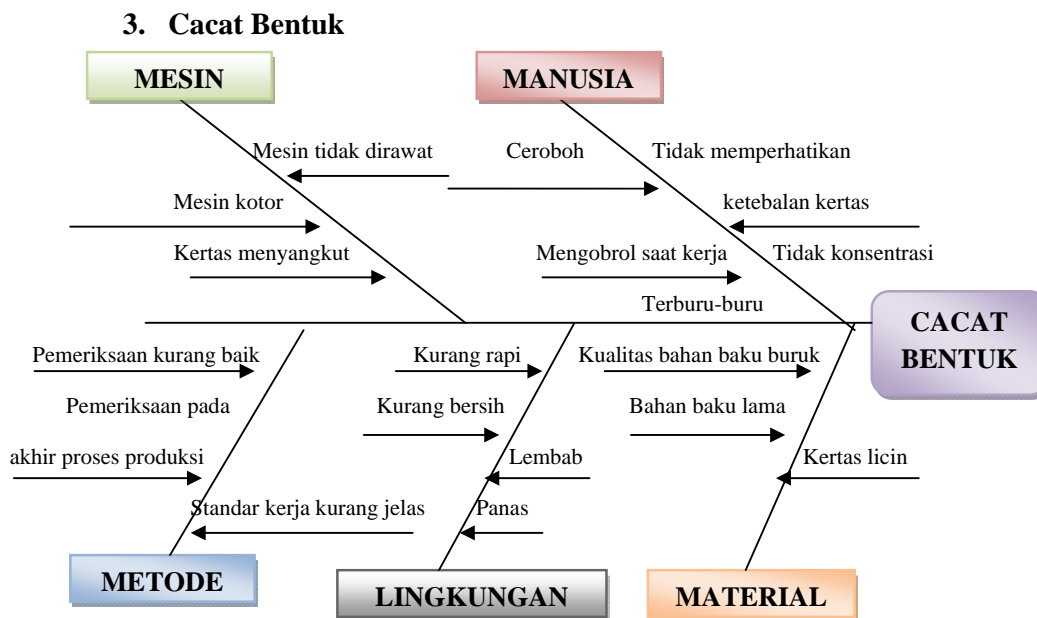 3. Cacat Bentuk
MESIN
MANUSIA
Mesin tidak dirawat
Ceroboh
Tidak memperhatikan
Mesin kotor
ketebalan kertas
Kertas menyangkut
Mengobrol saat kerja
Tidak konsentrasi
Terburu-buru
CACAT
BENTUK
Pemeriksaan kurang baik
Kurang rapi
Kualitas bahan baku buruk
Pemeriksaan pada
Kurang bersih
Bahan baku lama
akhir proses produksi
Lembab
Kertas licin
Standar kerja kurang jelas
Panas
METODE
LINGKUNGAN
MATERIAL